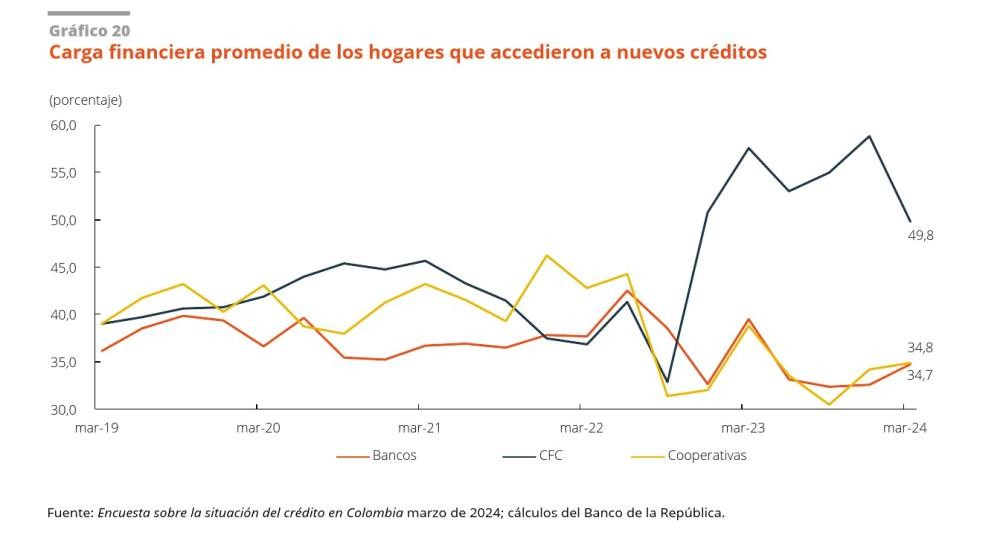 Gráfico 20
Carga financiera promedio de los hogares que accedieron a nuevos créditos
(porcentaje)
60,0
55,0
50,0
45,0
40,0
35,0
30,0
49,8
34,8
34,7
mar-19 mar-20 mar-21 mar-22 mar-23 mar-24
Bancos CFC Cooperativas
Fuente: Encuesta sobre la situación del crédito en Colombia marzo de 2024; cálculos del Banco de la República.